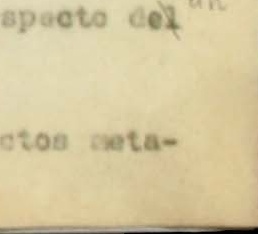 un
specto del
ctos meta-